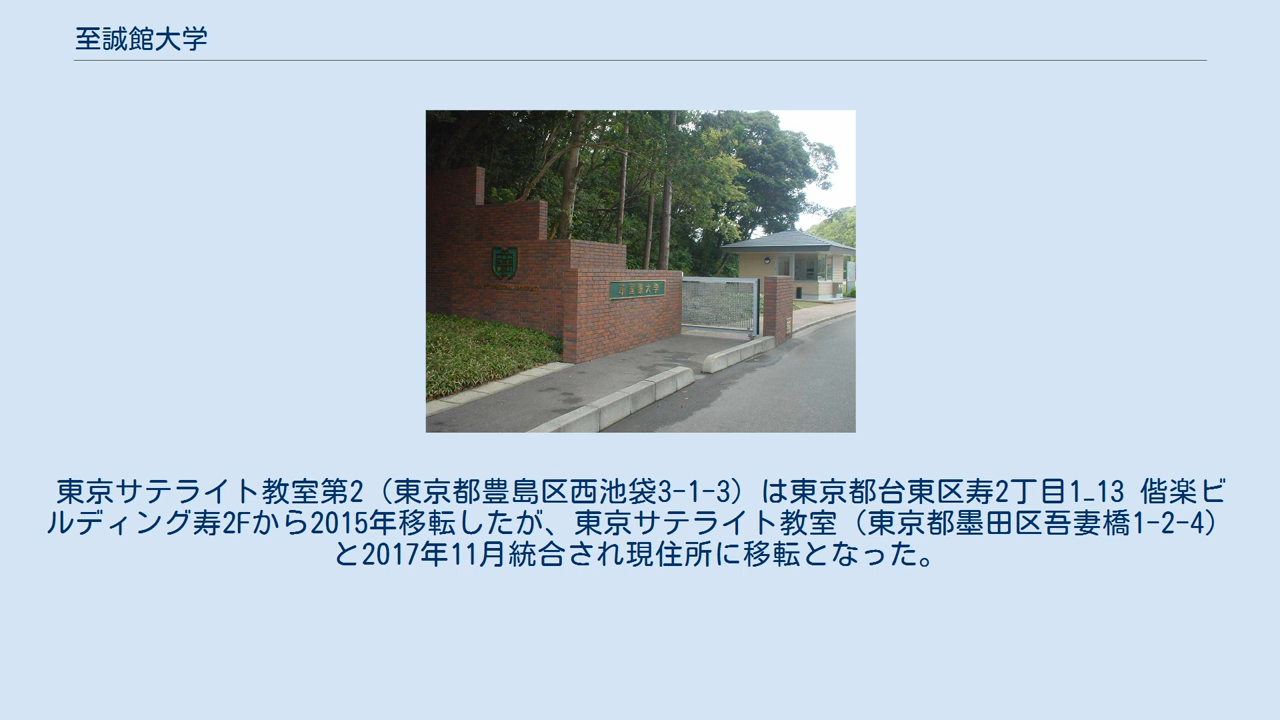 至誠館大学
東京サテライト教室第2（東京都豊島区西池袋3-1-3）は東京都台東区寿2丁目1_13 偕楽ビ
ルディング寿2Fから2015年移転したが、東京サテライト教室（東京都墨田区吾妻橋1-2-4）
と2017年11月統合され現住所に移転となった。